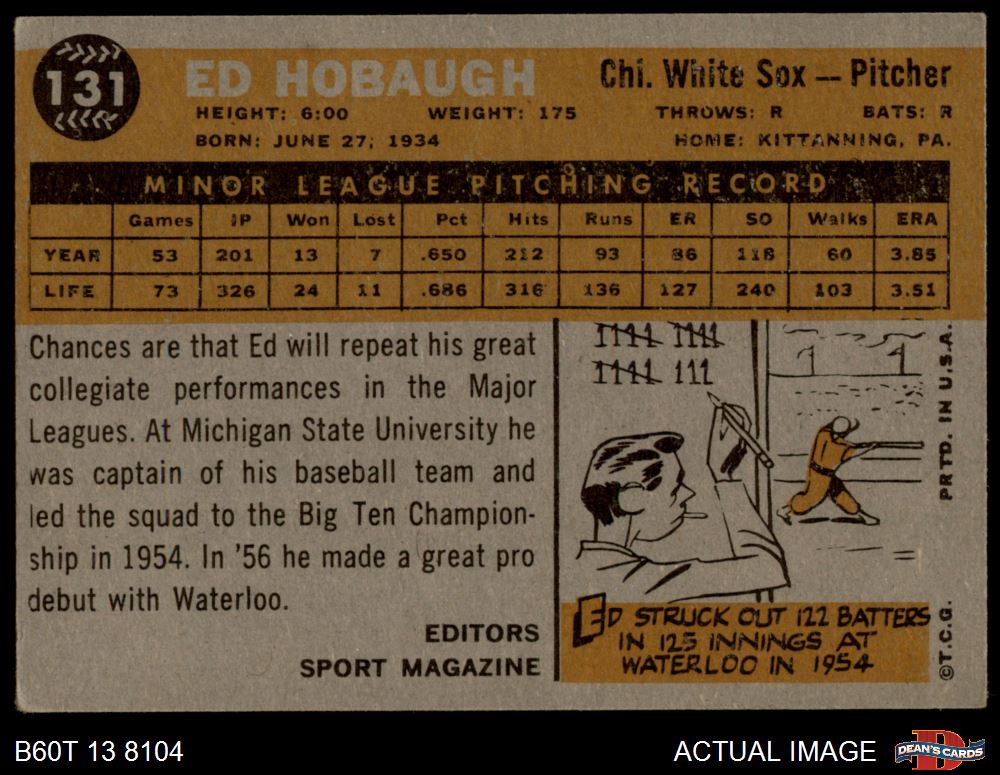 131
ED HOBAUGH
Chi. White Sox — Pitcher
HEIGHT: 6:00 WEIGHT: 175 THROWS: R BATS: R
BORN: JUNE 27, 1934 HOME: KITTANNING, PA.
MINOR LEAGUE PITCHING RECORD
Games IP Won Lost Pct Hits Runs ER SO Walks ERA
YEAR 53 201 13 7 .650 212 93 86 118 60 3.85
LIFE 73 326 24 11 .686 316 136 127 240 103 3.51
Chances are that Ed will repeat his great
collegiate performances in the Major
Leagues. At Michigan State University he
was captain of his baseball team and
led the squad to the Big Ten Champion-
ship in 1954. In '56 he made a great pro
debut with Waterloo.
EDITORS
SPORT MAGAZINE
ED STRUCK OUT 122 BATTERS
IN 125 INNINGS AT
WATERLOO IN 1954
©T.C.G. PRTD. IN U.S.A.
B60T 13 8104
ACTUAL IMAGE
DEAN'S CARDS